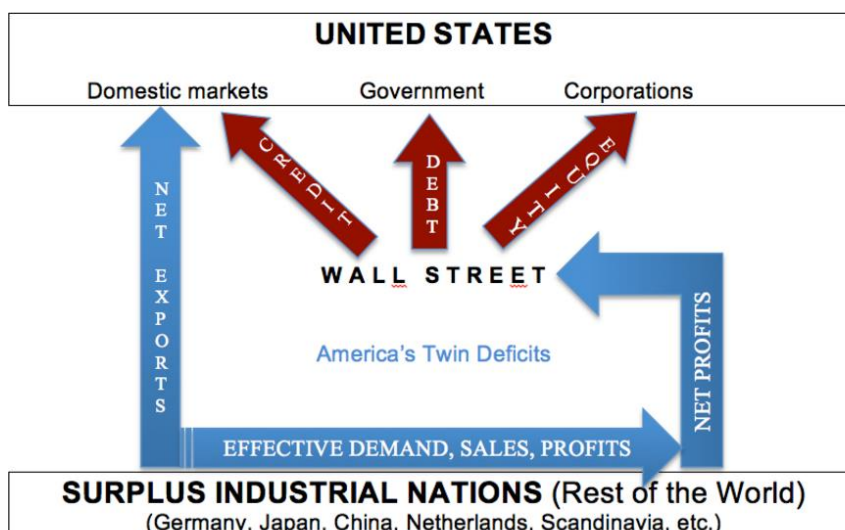 UNITED STATES
Domestic markets Government Corporations
CREDIT
DEBT
EQUITY
NET EXPORTS
WALL STREET
NET PROFITS
America's Twin Deficits
EFFECTIVE DEMAND, SALES, PROFITS
SURPLUS INDUSTRIAL NATIONS (Rest of the World)
(Germany, Japan, China, Netherlands, Scandinavia, etc.)